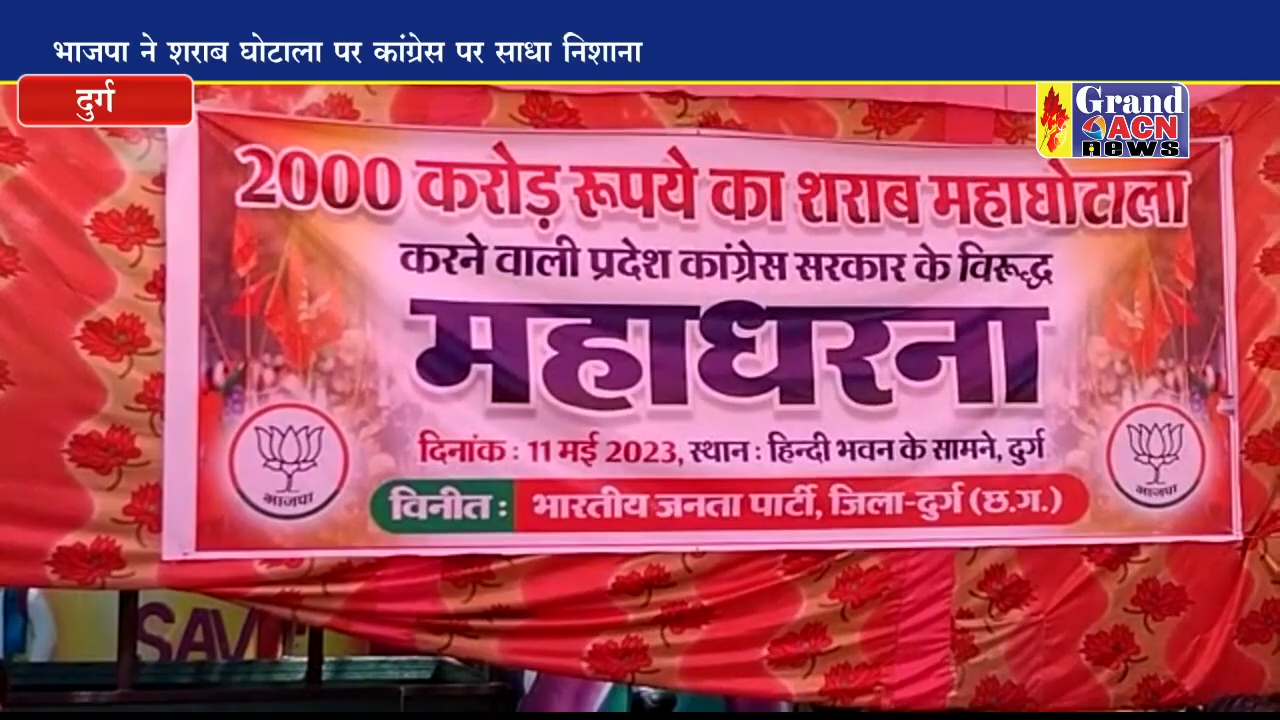 भाजपा ने शराब घोटाला पर कांग्रेस पर साधा निशाना
दुर्ग
Grand
ACN
news
2000 करोड़ रूपये का शराब महाघोटाला
करने वाली प्रदेश कांग्रेस सरकार के विरूद्ध
महाधरना
दिनांक : 11 मई 2023, स्थान : हिन्दी भवन के सामने, दुर्ग
भाजपा
भाजपा
विनीत : भारतीय जनता पार्टी, जिला-दुर्ग (छ.ग.)
SAV